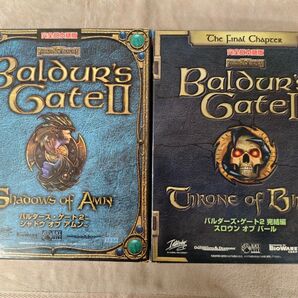 完全日本語版
BALDUR'S
GATE II
SHADOWS OF AMN
バルダーズ・ゲート2
シャドウ オブ アムン
The Final Chapter
完全日本語版
BALDUR'S
GATE II
THRONE OF BH
バルダーズ・ゲート2 完結編
スロウン オブ バール
Interplay
BIOWARE